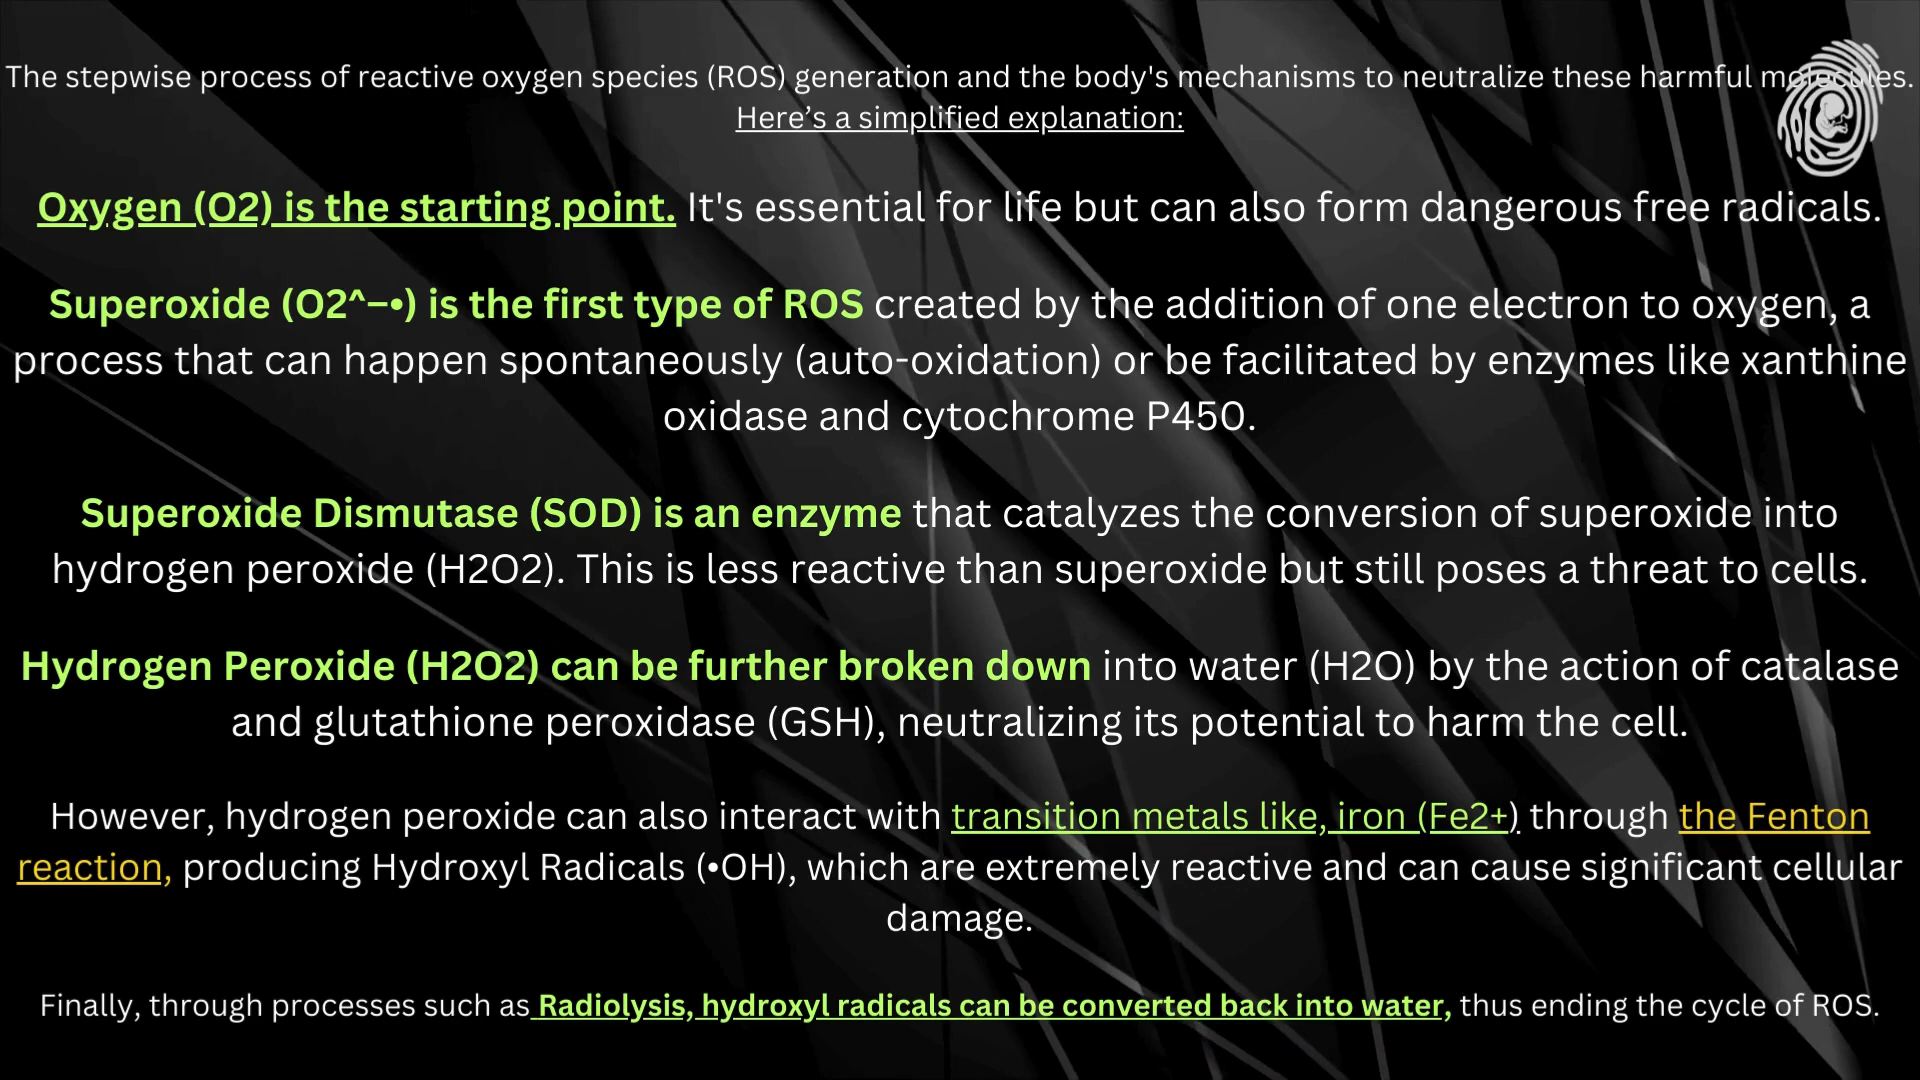 The stepwise process of reactive oxygen species (ROS) generation and the body's mechanisms to neutralize these harmful molecules.
Here’s a simplified explanation:
Oxygen (O2) is the starting point. It's essential for life but can also form dangerous free radicals.
Superoxide (O2^−•) is the first type of ROS created by the addition of one electron to oxygen, a
process that can happen spontaneously (auto-oxidation) or be facilitated by enzymes like xanthine
oxidase and cytochrome P450.
Superoxide Dismutase (SOD) is an enzyme that catalyzes the conversion of superoxide into
hydrogen peroxide (H2O2). This is less reactive than superoxide but still poses a threat to cells.
Hydrogen Peroxide (H2O2) can be further broken down into water (H2O) by the action of catalase
and glutathione peroxidase (GSH), neutralizing its potential to harm the cell.
However, hydrogen peroxide can also interact with transition metals like, iron (Fe2+) through the Fenton
reaction, producing Hydroxyl Radicals (•OH), which are extremely reactive and can cause significant cellular
damage.
Finally, through processes such as Radiolysis, hydroxyl radicals can be converted back into water, thus ending the cycle of ROS.